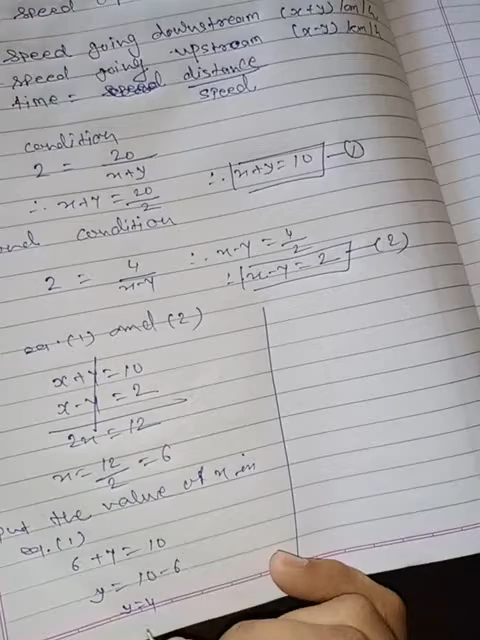 speed
speed going downstream (x+y) km/h
speed going upstream (x-y) km/h
time = distance / speed
condition
2 = 20 / x+y
∴ x+y = 20/2 ∴ x+y = 10 — (1)
condition
2 = 4 / x-y ∴ x-y = 4/2
∴ x-y = 2 — (2)
eq. (1) and (2)
x+y = 10
x-y = 2
2x = 12
x = 12/2 = 6
put the value of x in
eq. (1)
6+y = 10
y = 10-6
y=4